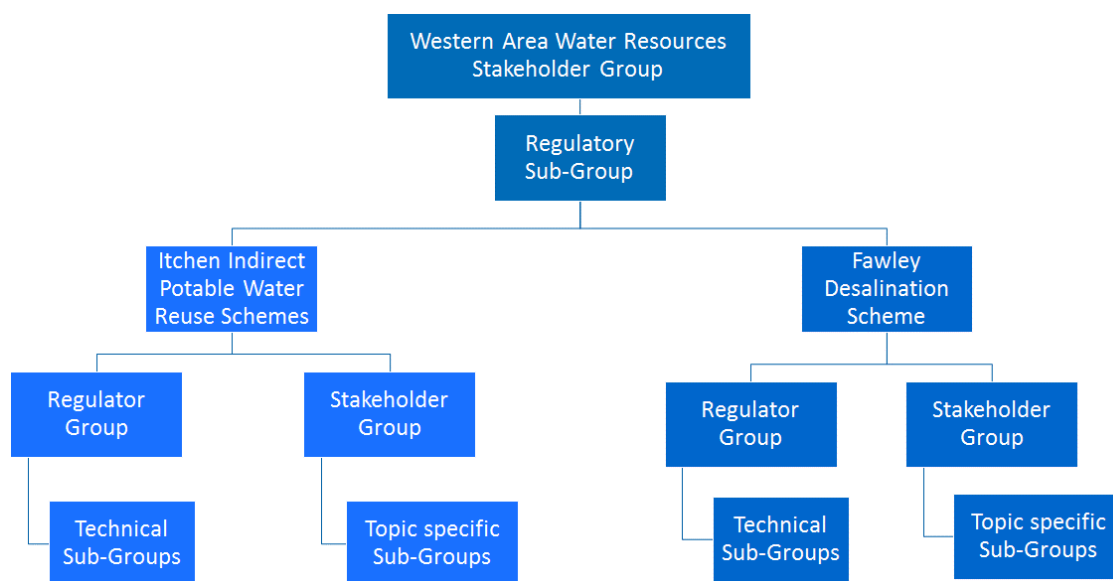 Western Area Water Resources
Stakeholder Group
Regulatory
Sub-Group
Itchen Indirect
Potable Water
Reuse Schemes
Fawley
Desalination
Scheme
Regulator
Group
Stakeholder
Group
Regulator
Group
Stakeholder
Group
Technical
Sub-Groups
Topic specific
Sub-Groups
Technical
Sub-Groups
Topic specific
Sub-Groups